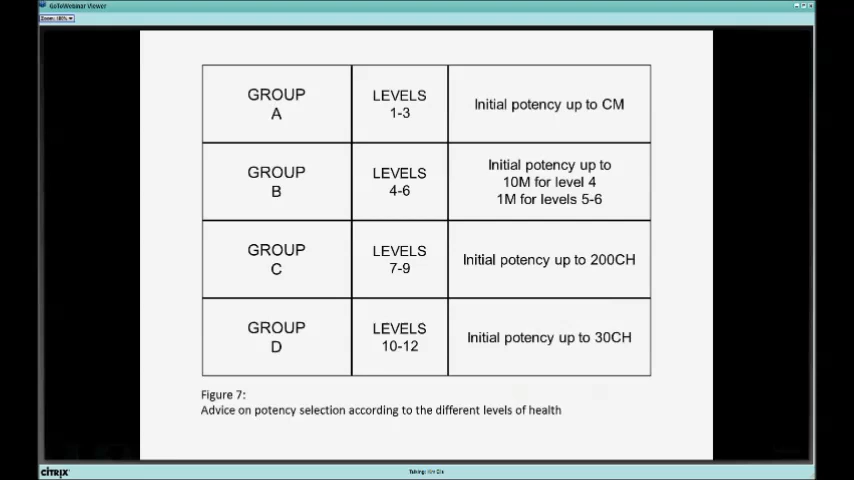 GoToWebinar Viewer
Zoom: 100%
GROUP
A
LEVELS
1-3
Initial potency up to CM
GROUP
B
LEVELS
4-6
Initial potency up to
10M for level 4
1M for levels 5-6
GROUP
C
LEVELS
7-9
Initial potency up to 200CH
GROUP
D
LEVELS
10-12
Initial potency up to 30CH
Figure 7:
Advice on potency selection according to the different levels of health
CITRIX
Talking: